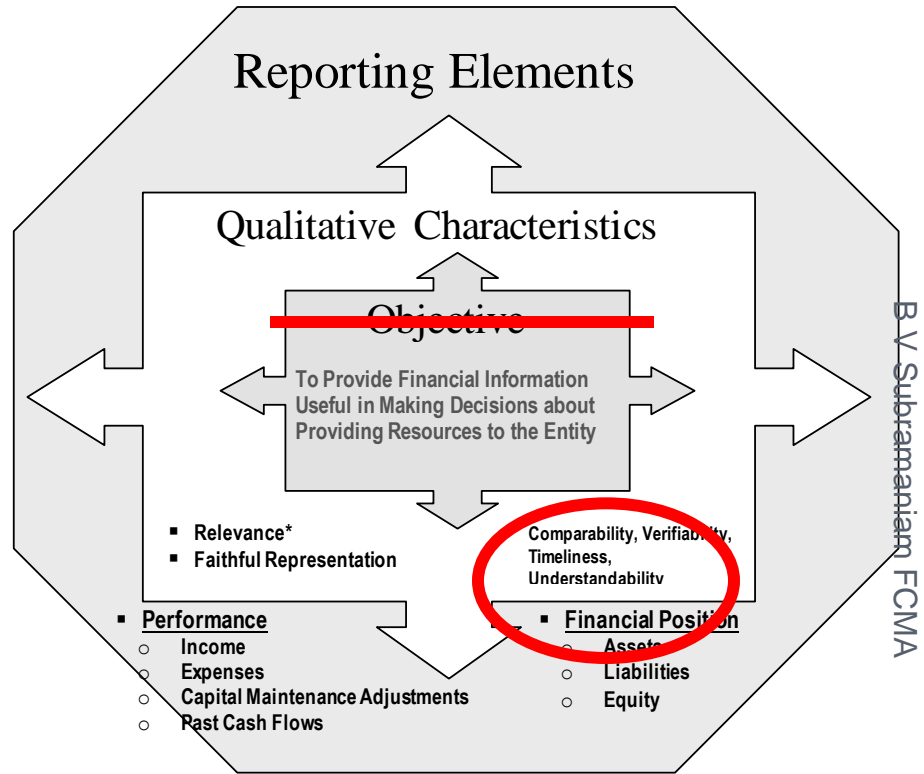 Reporting Elements
Qualitative Characteristics
Objective
To Provide Financial Information
Useful in Making Decisions about
Providing Resources to the Entity
▪ Relevance*
▪ Faithful Representation
Comparability, Verifiability,
Timeliness,
Understandability
▪ Performance
o Income
o Expenses
o Capital Maintenance Adjustments
o Past Cash Flows
▪ Financial Position
o Assets
o Liabilities
o Equity
B.V Subramaniam FCMA